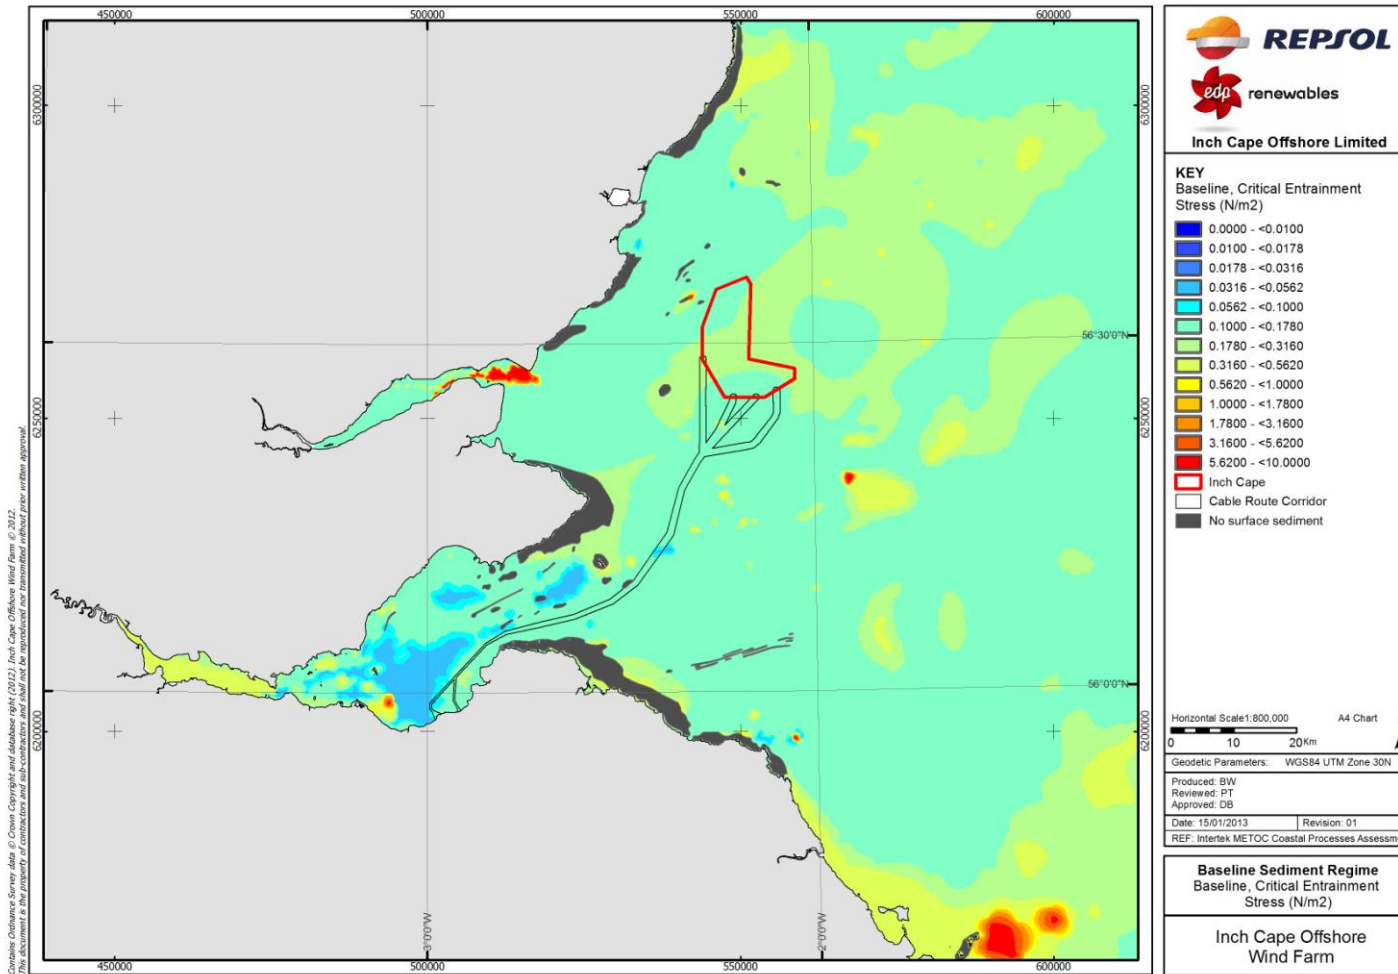 450000
500000
550000
600000
6300000
6300000
56°30'0"N
6250000
6250000
56°0'0"N
6200000
6200000
3°0'0"W
2°0'0"W
450000
500000
550000
600000
Contains Ordnance Survey data © Crown Copyright and database right (2012). Inch Cape Offshore Wind Farm © 2012.
This document is the property of contractors and sub-contractors and shall not be reproduced nor transmitted without prior written approval.
REPSOL
edp renewables
Inch Cape Offshore Limited
KEY
Baseline, Critical Entrainment
Stress (N/m2)
0.0000 - <0.0100
0.0100 - <0.0178
0.0178 - <0.0316
0.0316 - <0.0562
0.0562 - <0.1000
0.1000 - <0.1780
0.1780 - <0.3160
0.3160 - <0.5620
0.5620 - <1.0000
1.0000 - <1.7800
1.7800 - <3.1600
3.1600 - <5.6200
5.6200 - <10.0000
Inch Cape
Cable Route Corridor
No surface sediment
Horizontal Scale1:800,000 A4 Chart
0 10 20Km
Geodetic Parameters: WGS84 UTM Zone 30N
Produced: BW
Reviewed: PT
Approved: DB
Date: 15/01/2013 Revision: 01
REF: Intertek METOC Coastal Processes Assessm
Baseline Sediment Regime
Baseline, Critical Entrainment
Stress (N/m2)
Inch Cape Offshore
Wind Farm